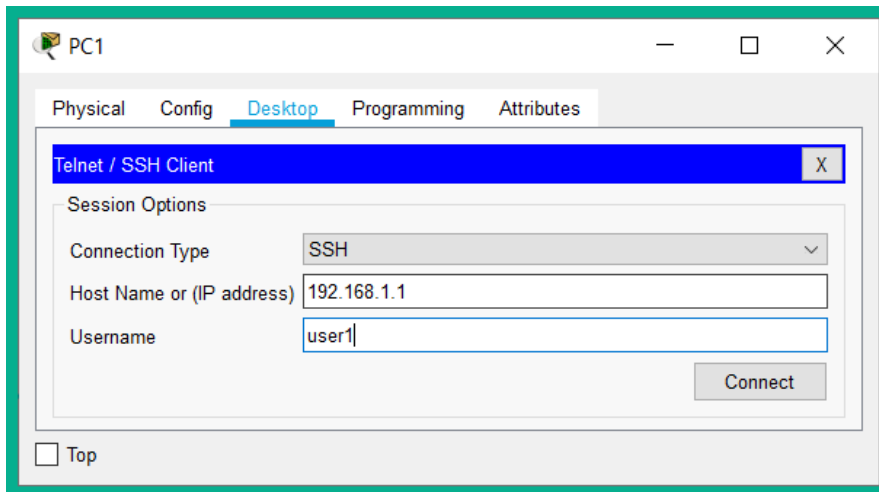 PC1
Physical Config Desktop Programming Attributes
Telnet / SSH Client X
Session Options
Connection Type SSH
Host Name or (IP address) 192.168.1.1
Username user1
Connect
Top